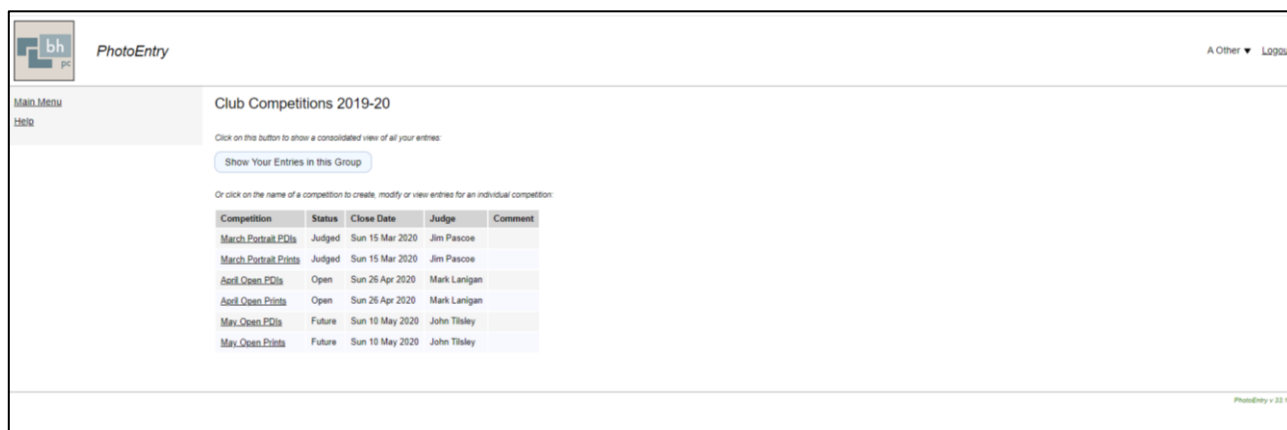 bh
pc
PhotoEntry
A Other ▼ Logou
Main Menu
Help
Club Competitions 2019-20
Click on this button to show a consolidated view of all your entries:
Show Your Entries in this Group
Or click on the name of a competition to create, modify or view entries for an individual competition:
Competition Status Close Date Judge Comment
March Portrait PDIs Judged Sun 15 Mar 2020 Jim Pascoe
March Portrait Prints Judged Sun 15 Mar 2020 Jim Pascoe
April Open PDIs Open Sun 26 Apr 2020 Mark Lanigan
April Open Prints Open Sun 26 Apr 2020 Mark Lanigan
May Open PDIs Future Sun 10 May 2020 John Tilsley
May Open Prints Future Sun 10 May 2020 John Tilsley
PhotoEntry v